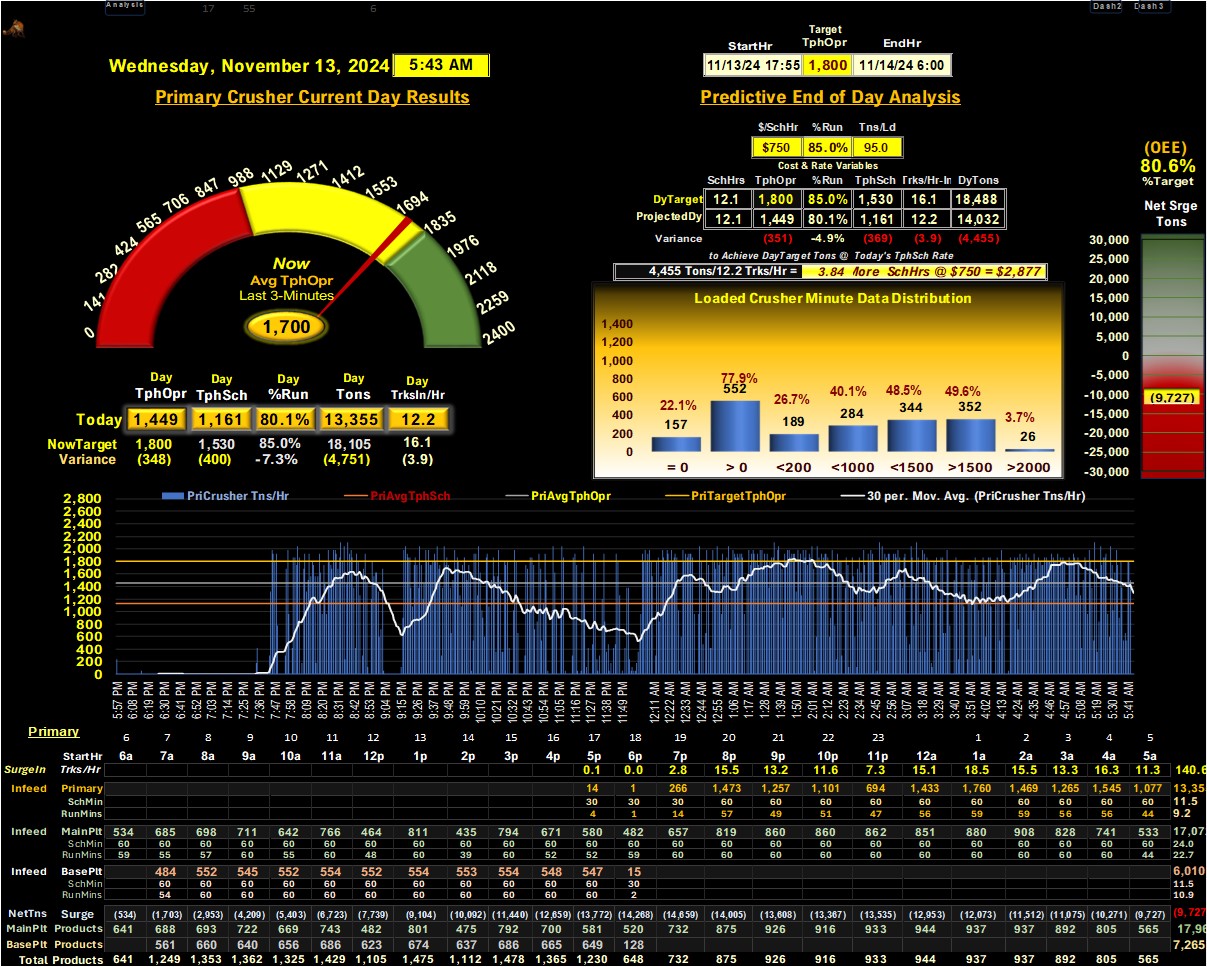 Analysis 17 55 6 Dash2 Dash3
Target
StartHr TphOpr EndHr
Wednesday, November 13, 2024 5:43 AM 11/13/24 17:55 1,800 11/14/24 6:00
Primary Crusher Current Day Results Predictive End of Day Analysis
$/SchHr %Run Tns/Ld
$750 85.0% 95.0
Cost & Rate Variables
SchHrs TphOpr %Run TphSch Trks/Hr-In DyTons
DyTarget 12.1 1,800 85.0% 1,530 16.1 18,488
ProjectedDy 12.1 1,449 80.1% 1,161 12.2 14,032
Variance (351) -4.9% (369) (3.9) (4,455)
to Achieve DayTarget Tons @ Today's TphSch Rate
4,455 Tons/12.2 Trks/Hr = 3.84 More SchHrs @ $750 = $2,877
(OEE)
80.6%
%Target
Net Srge
Tons
30,000
25,000
20,000
15,000
10,000
5,000
0
-5,000
-10,000
(9,727)
-15,000
-20,000
-25,000
-30,000
0 141 282 424 565 706 847 988 1129 1271 1412 1553 1694 1835 1976 2118 2259 2400
Now
Avg TphOpr
Last 3-Minutes
1,700
Day Day Day Day Day
TphOpr TphSch %Run Tons TrksIn/Hr
Today 1,449 1,161 80.1% 13,355 12.2
NowTarget 1,800 1,530 85.0% 18,105 16.1
Variance (348) (400) -7.3% (4,751) (3.9)
Loaded Crusher Minute Data Distribution
1,400
1,200
1,000
800
600
400
200
0
22.1% 77.9% 26.7% 40.1% 48.5% 49.6% 3.7%
157 552 189 284 344 352 26
= 0 > 0 <200 <1000 <1500 >1500 >2000
PriCrusher Tns/Hr PriAvgTphSch PriAvgTphOpr PriTargetTphOpr 30 per. Mov. Avg. (PriCrusher Tns/Hr)
2,800
2,600
2,400
2,200
2,000
1,800
1,600
1,400
1,200
1,000
800
600
400
200
0
5:57 PM 6:08 PM 6:19 PM 6:30 PM 6:41 PM 6:52 PM 7:03 PM 7:14 PM 7:25 PM 7:36 PM 7:47 PM 7:58 PM 8:09 PM 8:20 PM 8:31 PM 8:42 PM 8:53 PM 9:04 PM 9:15 PM 9:26 PM 9:37 PM 9:48 PM 9:59 PM 10:10 PM 10:21 PM 10:32 PM 10:43 PM 10:54 PM 11:05 PM 11:16 PM 11:27 PM 11:38 PM 11:49 PM 12:11 AM 12:22 AM 12:33 AM 12:44 AM 12:55 AM 1:06 AM 1:17 AM 1:28 AM 1:39 AM 1:50 AM 2:01 AM 2:12 AM 2:23 AM 2:34 AM 2:45 AM 2:56 AM 3:07 AM 3:18 AM 3:29 AM 3:40 AM 3:51 AM 4:02 AM 4:13 AM 4:24 AM 4:35 AM 4:46 AM 4:57 AM 5:08 AM 5:19 AM 5:30 AM 5:41 AM
Primary
6 7 8 9 10 11 12 13 14 15 16 17 18 19 20 21 22 23 1 2 3 4 5
StartHr 6a 7a 8a 9a 10a 11a 12p 1p 2p 3p 4p 5p 6p 7p 8p 9p 10p 11p 12a 1a 2a 3a 4a 5a
SurgeIn Trks/Hr 0.1 0.0 2.8 15.5 13.2 11.6 7.3 15.1 18.5 15.5 13.3 16.3 11.3 140.6
Infeed Primary 14 1 266 1,473 1,257 1,101 694 1,433 1,760 1,469 1,265 1,545 1,077 13,35
SchMin 30 30 30 60 60 60 60 60 60 60 60 60 60 11.5
RunMins 4 1 14 57 49 51 47 56 59 59 56 56 44 9.2
Infeed MainPlt 534 685 698 711 642 766 464 811 435 794 671 580 482 657 819 860 860 862 851 880 908 828 741 533 17,07
SchMin 60 60 60 60 60 60 60 60 60 60 60 60 60 60 60 60 60 60 60 60 60 60 60 60 24.0
RunMins 59 55 57 60 55 60 48 60 39 60 52 52 59 60 60 60 60 60 60 60 60 60 60 44 22.7
Infeed BasePlt 484 552 545 552 554 552 554 553 554 548 547 15 6,010
SchMin 60 60 60 60 60 60 60 60 60 60 60 30 11.5
RunMins 54 60 60 60 60 60 60 60 60 60 60 2 10.9
NetTns Surge (534) (1,703) (2,953) (4,209) (5,403) (6,723) (7,739) (9,104) (10,092) (11,440) (12,659) (13,772) (14,268) (14,659) (14,005) (13,608) (13,367) (13,535) (12,953) (12,073) (11,512) (11,075) (10,271) (9,727) (9,727
MainPlt Products 641 688 693 722 669 743 482 801 475 792 700 581 520 732 875 926 916 933 944 937 937 892 805 565 17,96
BasePlt Products 561 660 640 656 686 623 674 637 686 665 649 128 7,265
Total Products 641 1,249 1,353 1,362 1,325 1,429 1,105 1,475 1,112 1,478 1,365 1,230 648 732 875 926 916 933 944 937 937 892 805 565